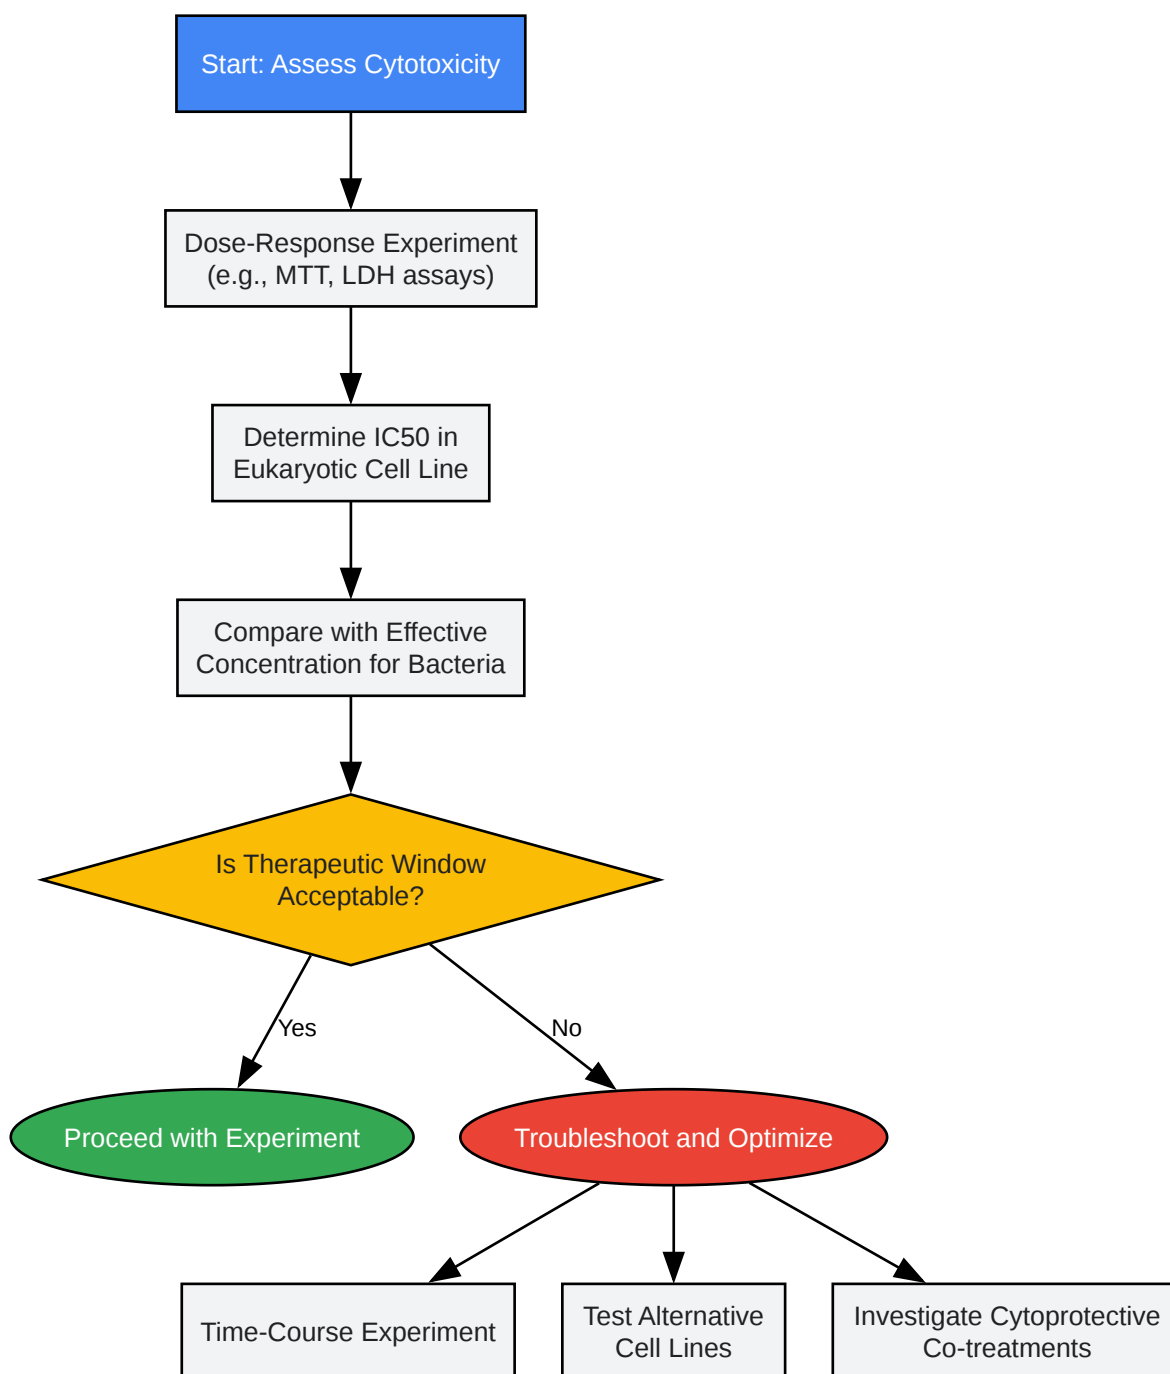 Start: Assess Cytotoxicity
Dose-Response Experiment
(e.g., MTT, LDH assays)
Determine IC50 in
Eukaryotic Cell Line
Compare with Effective
Concentration for Bacteria
Is Therapeutic Window
Acceptable?
Yes
No
Proceed with Experiment
Troubleshoot and Optimize
Time-Course Experiment
Test Alternative
Cell Lines
Investigate Cytoprotective
Co-treatments